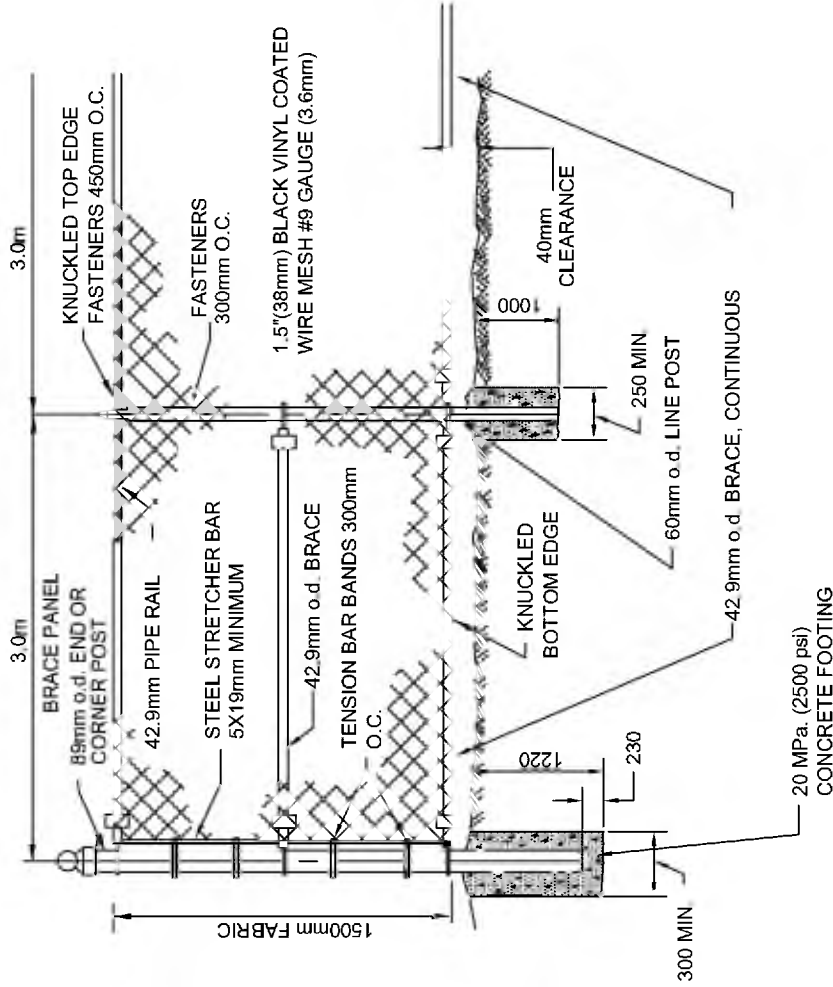 3.0m
3.0m
BRACE PANEL
89mm o.d. END OR
CORNER POST
42.9mm PIPE RAIL
STEEL STRETCHER BAR
5X19mm MINIMUM
42.9mm o.d. BRACE
TENSION BAR BANDS 300mm
O.C.
KNUCKLED TOP EDGE
FASTENERS 450mm O.C.
FASTENERS
300mm O.C.
1.5"(38mm) BLACK VINYL COATED
WIRE MESH #9 GAUGE (3.6mm)
1500mm FABRIC
KNUCKLED
BOTTOM EDGE
40mm
CLEARANCE
1000
250 MIN.
60mm o.d. LINE POST
42.9mm o.d. BRACE, CONTINUOUS
1220
230
300 MIN.
20 MPa. (2500 psi)
CONCRETE FOOTING